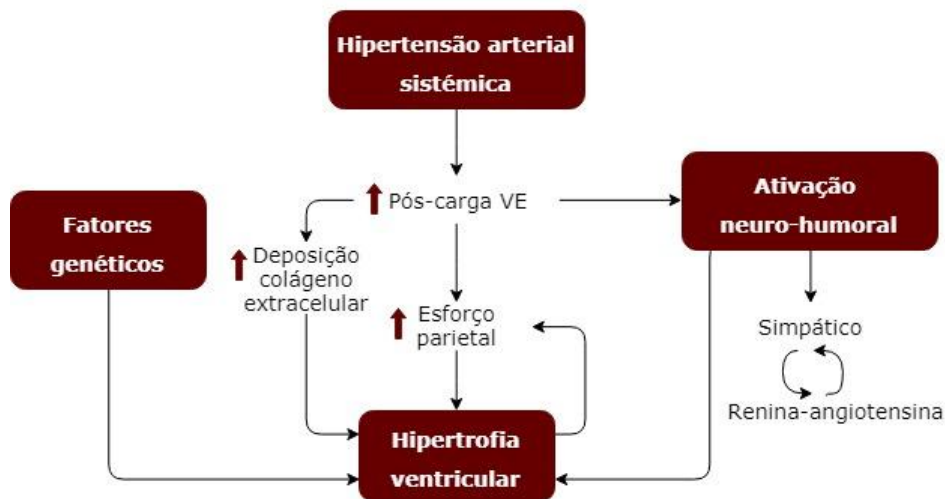 Hipertensão arterial
sistémica
Pós-carga VE
Ativação
neuro-humoral
Fatores
genéticos
Deposição
colágeno
extracelular
Esforço
parietal
Simpático
Renina-angiotensina
Hipertrofia
ventricular